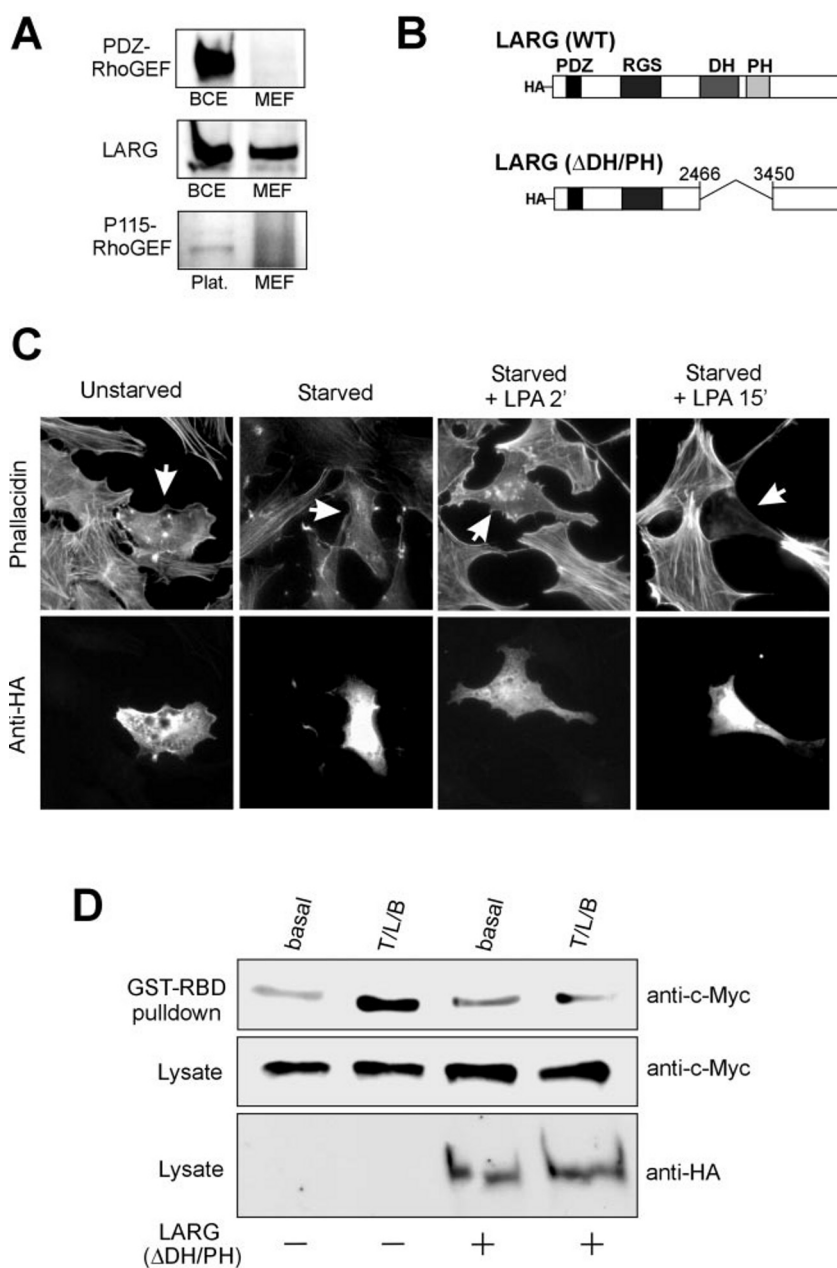 A
PDZ-
RhoGEF
BCE MEF
LARG
BCE MEF
P115-
RhoGEF
Plat. MEF
B
LARG (WT)
PDZ RGS DH PH
HA
LARG (ΔDH/PH)
2466 3450
HA
C
Unstarved
Starved
Starved
+ LPA 2'
Starved
+ LPA 15'
Phallacidin
Anti-HA
D
basal T/L/B basal T/L/B
GST-RBD
pulldown
anti-c-Myc
Lysate
anti-c-Myc
Lysate
anti-HA
LARG
(ΔDH/PH)
− − + +